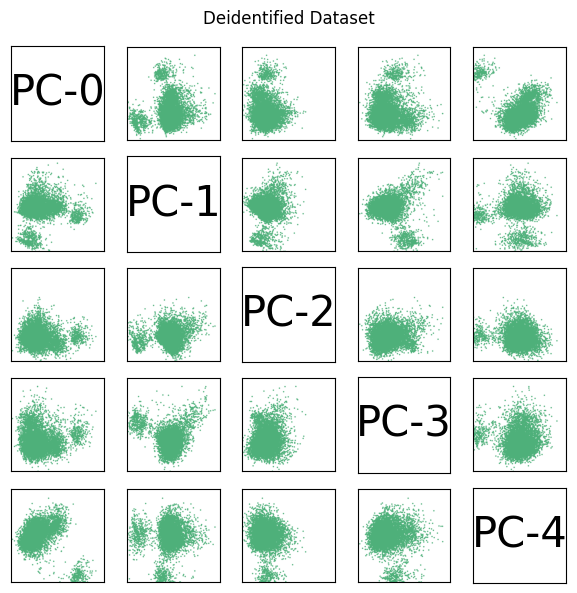 Deidentified Dataset
PC-0
PC-1
PC-2
PC-3
PC-4